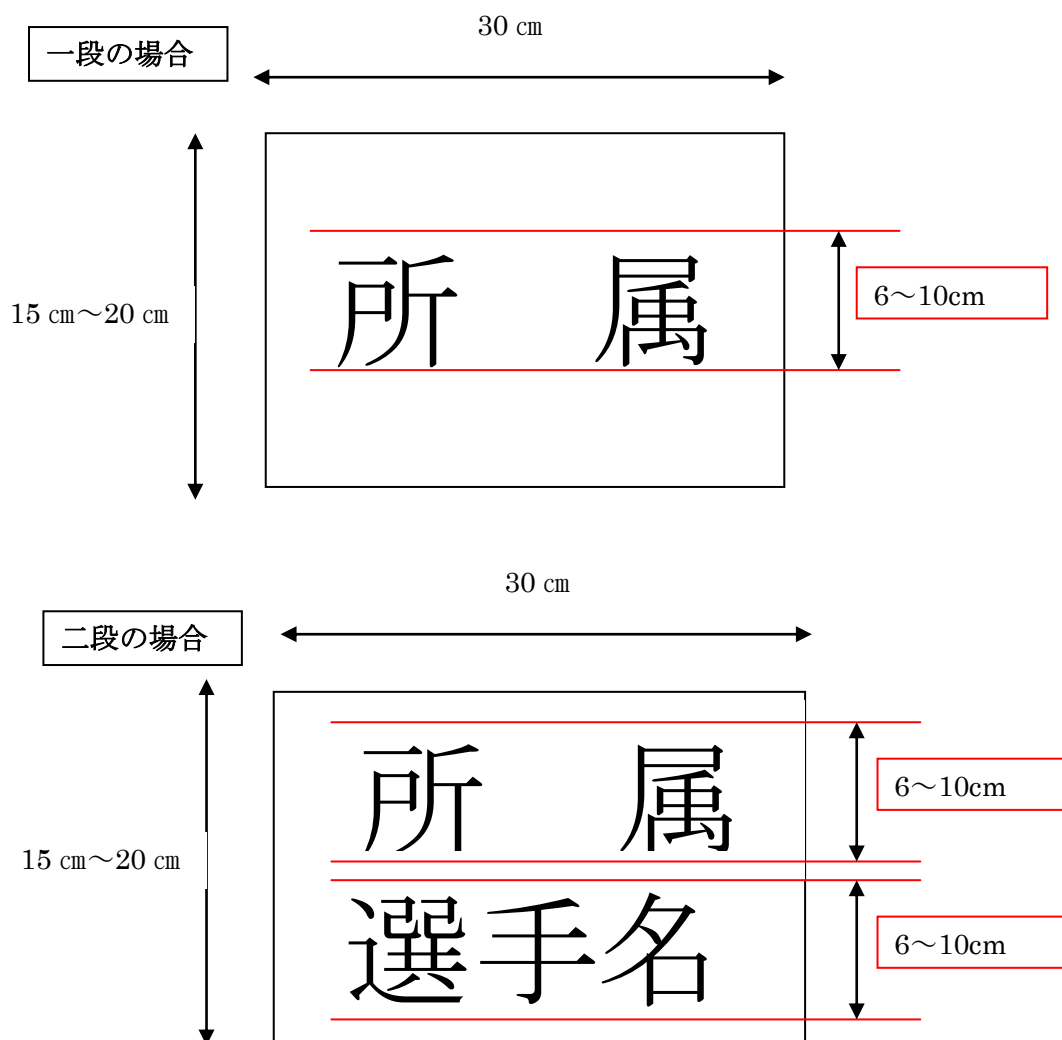 30 ㎝
一段の場合
所　属
6～10cm
15 ㎝～20 ㎝
30 ㎝
二段の場合
所　属
6～10cm
15 ㎝～20 ㎝
選手名
6～10cm